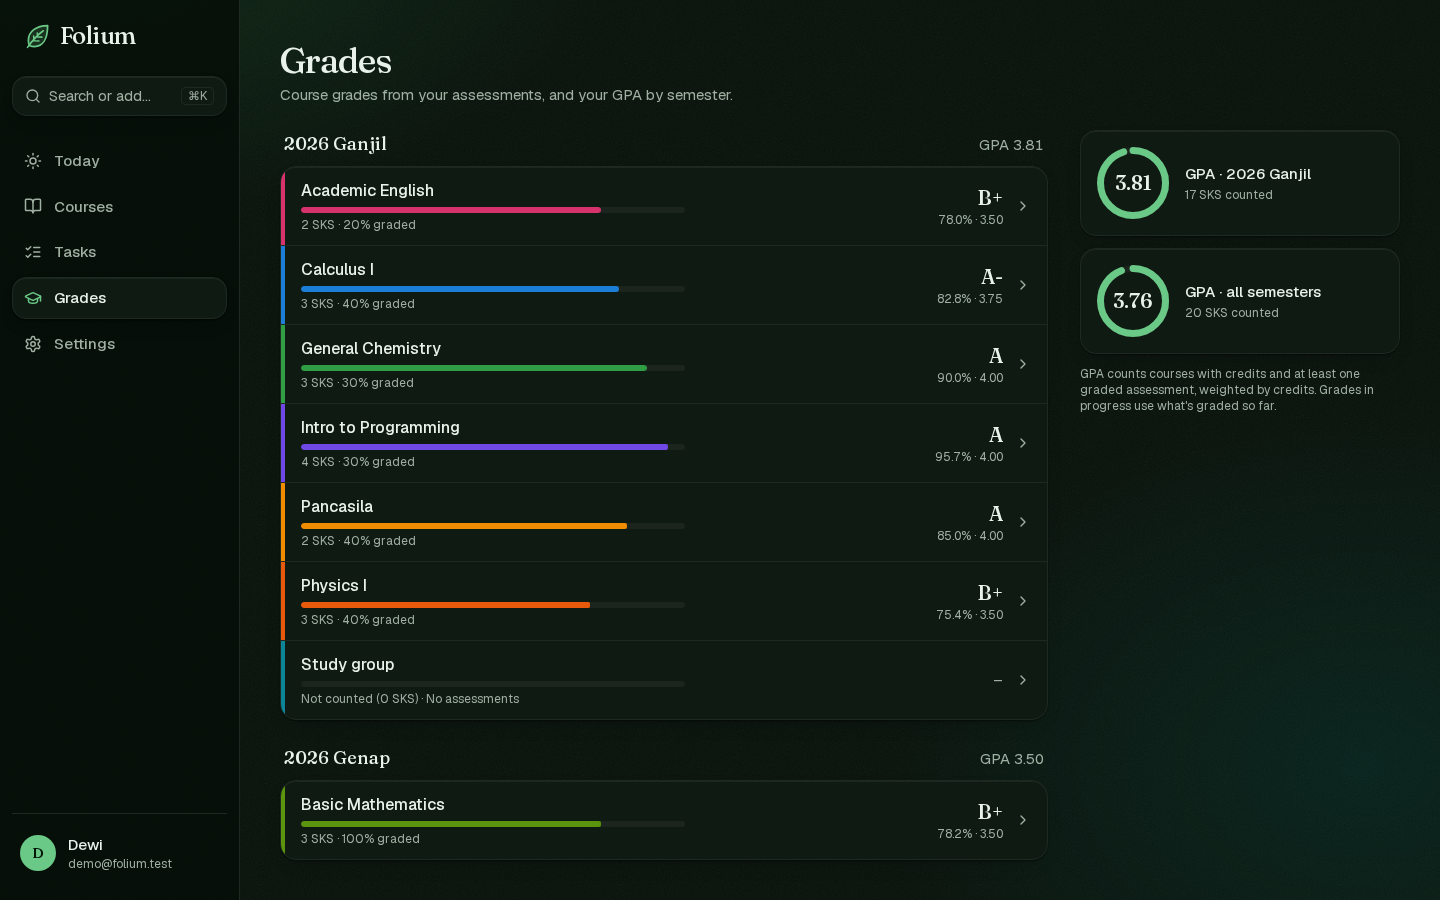 Folium
Search or add...
⌘K
Today
Courses
Tasks
Grades
Settings
Dewi
D
demo@folium.test
Grades
Course grades from your assessments, and your GPA by semester.
2026 Ganjil
GPA 3.81
Academic English
2 SKS · 20% graded
B+
78.0% · 3.50
Calculus I
3 SKS · 40% graded
A-
82.8% · 3.75
General Chemistry
3 SKS · 30% graded
A
90.0% · 4.00
Intro to Programming
4 SKS · 30% graded
A
95.7% · 4.00
Pancasila
2 SKS · 40% graded
A
85.0% · 4.00
Physics I
3 SKS · 40% graded
B+
75.4% · 3.50
Study group
Not counted (0 SKS) · No assessments
–
2026 Genap
GPA 3.50
Basic Mathematics
3 SKS · 100% graded
B+
78.2% · 3.50
3.81
GPA · 2026 Ganjil
17 SKS counted
3.76
GPA · all semesters
20 SKS counted
GPA counts courses with credits and at least one
graded assessment, weighted by credits. Grades in
progress use what's graded so far.